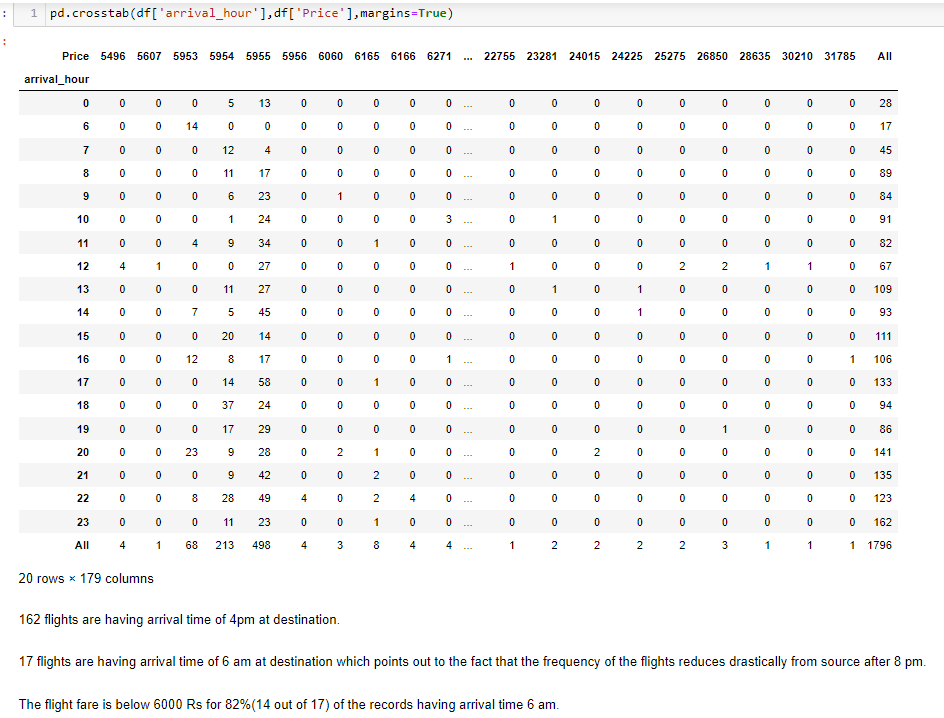 1 pd.crosstab(df['arrival_hour'],df['Price'],margins=True)
Price 5496 5607 5953 5954 5955 5956 6060 6165 6166 6271 ... 22755 23281 24015 24225 25275 26850 28635 30210 31785 All
arrival_hour
0 0 0 0 5 13 0 0 0 0 0 ... 0 0 0 0 0 0 0 0 0 28
6 0 0 14 0 0 0 0 0 0 0 ... 0 0 0 0 0 0 0 0 0 17
7 0 0 0 12 4 0 0 0 0 0 ... 0 0 0 0 0 0 0 0 0 45
8 0 0 0 11 17 0 0 0 0 0 ... 0 0 0 0 0 0 0 0 0 89
9 0 0 0 6 23 0 1 0 0 0 ... 0 0 0 0 0 0 0 0 0 84
10 0 0 0 1 24 0 0 0 0 3 ... 0 1 0 0 0 0 0 0 0 91
11 0 0 4 9 34 0 0 1 0 0 ... 0 0 0 0 0 0 0 0 0 82
12 4 1 0 0 27 0 0 0 0 0 ... 1 0 0 0 2 2 1 1 0 67
13 0 0 0 11 27 0 0 0 0 0 ... 0 1 0 1 0 0 0 0 0 109
14 0 0 7 5 45 0 0 0 0 0 ... 0 0 0 1 0 0 0 0 0 93
15 0 0 0 20 14 0 0 0 0 0 ... 0 0 0 0 0 0 0 0 0 111
16 0 0 12 8 17 0 0 0 0 1 ... 0 0 0 0 0 0 0 0 1 106
17 0 0 0 14 58 0 0 1 0 0 ... 0 0 0 0 0 0 0 0 0 133
18 0 0 0 37 24 0 0 0 0 0 ... 0 0 0 0 0 0 0 0 0 94
19 0 0 0 17 29 0 0 0 0 0 ... 0 0 0 0 0 1 0 0 0 86
20 0 0 23 9 28 0 2 1 0 0 ... 0 0 2 0 0 0 0 0 0 141
21 0 0 0 9 42 0 0 2 0 0 ... 0 0 0 0 0 0 0 0 0 135
22 0 0 8 28 49 4 0 2 4 0 ... 0 0 0 0 0 0 0 0 0 123
23 0 0 0 11 23 0 0 1 0 0 ... 0 0 0 0 0 0 0 0 0 162
All 4 1 68 213 498 4 3 8 4 4 ... 1 2 2 2 2 3 1 1 1 1796
20 rows × 179 columns
162 flights are having arrival time of 4pm at destination.
17 flights are having arrival time of 6 am at destination which points out to the fact that the frequency of the flights reduces drastically from source after 8 pm.
The flight fare is below 6000 Rs for 82%(14 out of 17) of the records having arrival time 6 am.